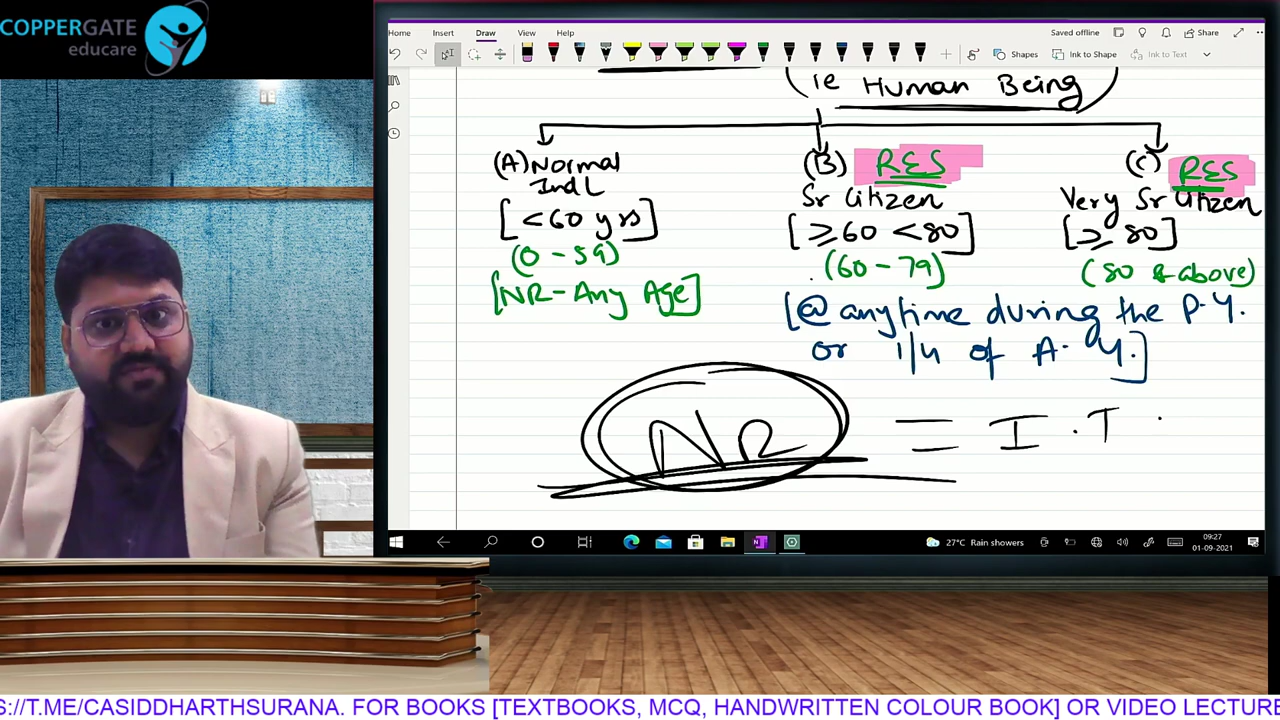 COPPERGATE
educare
Home Insert Draw View Help
Saved offline
Share
Shapes
Ink to Shape
Ink to Text
(ie Human Being)
(A) Normal
Ind L
[<60 yrs]
(0 - 59)
[NR - Any Age]
(B) RES
Sr Citizen
[≥60 <80]
(60 - 79)
(C) RES
Very Sr Citizen
[≥ 80]
(80 & above)
[@ anytime during the P.Y.
or 1/4 of A.Y.]
NR = I.T.
27°C Rain showers
09:27
01-09-2021
S://T.ME/CASIDDHARTHSURANA. FOR BOOKS [TEXTBOOKS, MCQ, HANDWRITTEN COLOUR BOOK] OR VIDEO LECTURE